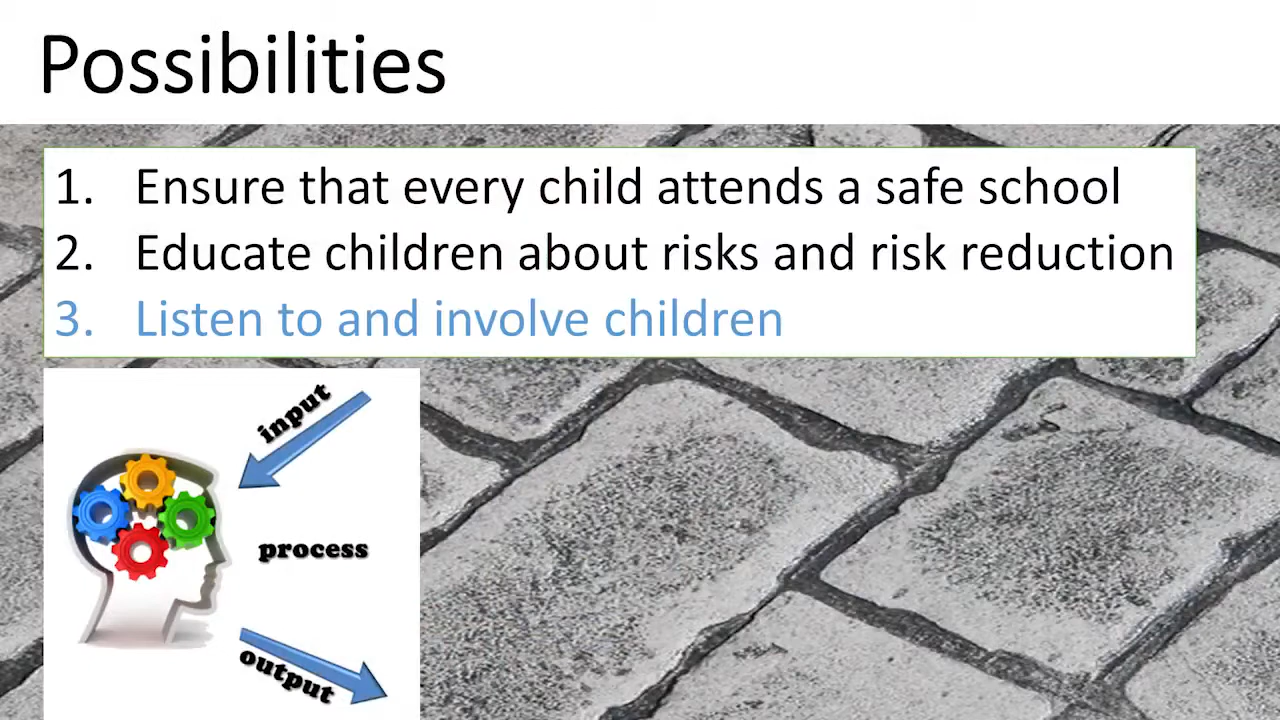 Possibilities
1. Ensure that every child attends a safe school
2. Educate children about risks and risk reduction
3. Listen to and involve children
input
process
output